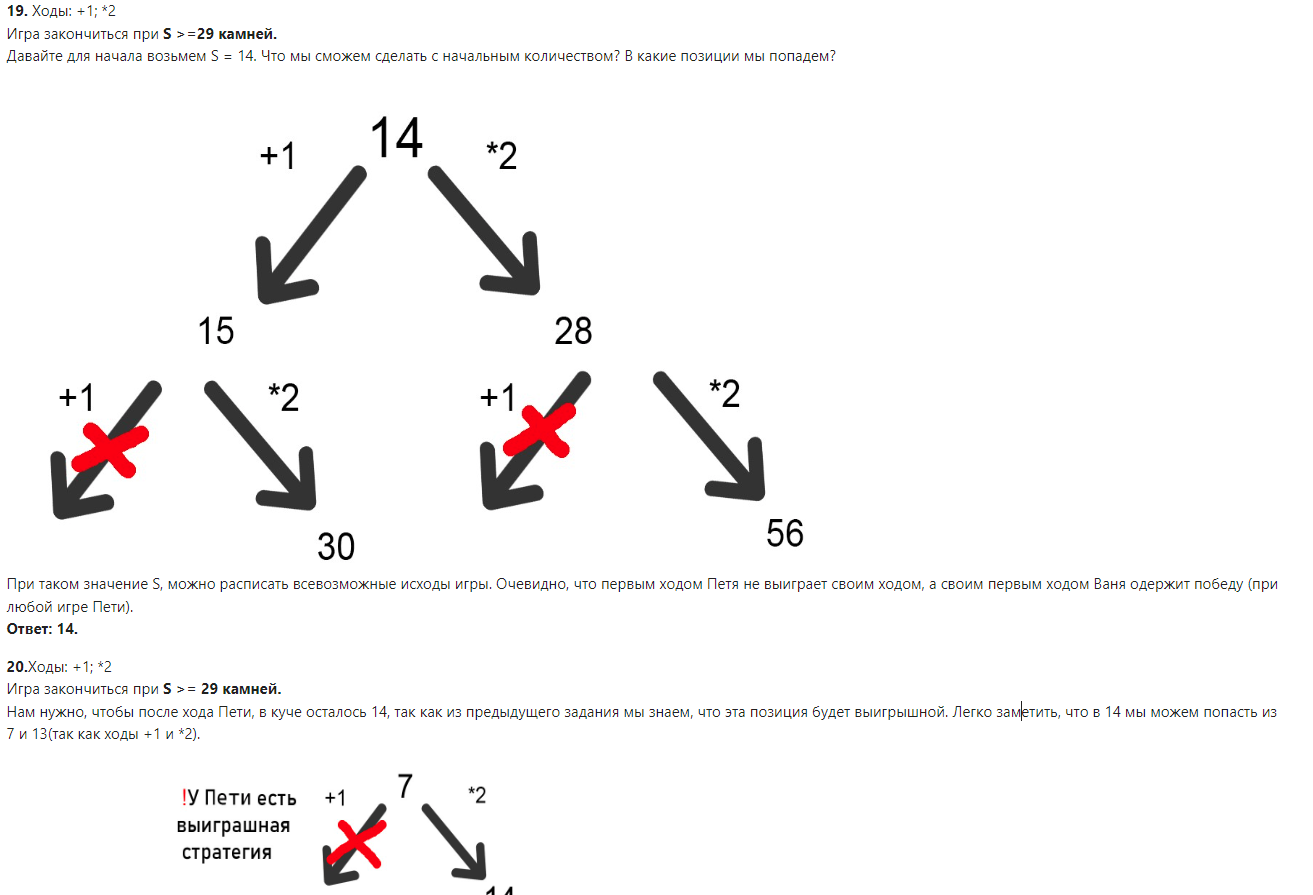 19. Ходы: +1; *2
Игра закончиться при S >=29 камней.
Давайте для начала возьмем S = 14. Что мы сможем сделать с начальным количеством? В какие позиции мы попадем?
+1 14 *2
15 28
+1 *2 +1 *2
30 56
При таком значение S, можно расписать всевозможные исходы игры. Очевидно, что первым ходом Петя не выиграет своим ходом, а своим первым ходом Ваня одержит победу (при
любой игре Пети).
Ответ: 14.
20.Ходы: +1; *2
Игра закончиться при S >= 29 камней.
Нам нужно, чтобы после хода Пети, в куче осталось 14, так как из предыдущего задания мы знаем, что эта позиция будет выигрышной. Легко заметить, что в 14 мы можем попасть из
7 и 13(так как ходы +1 и *2).
!У Пети есть +1 7 *2
выиграшная
стратегия
14